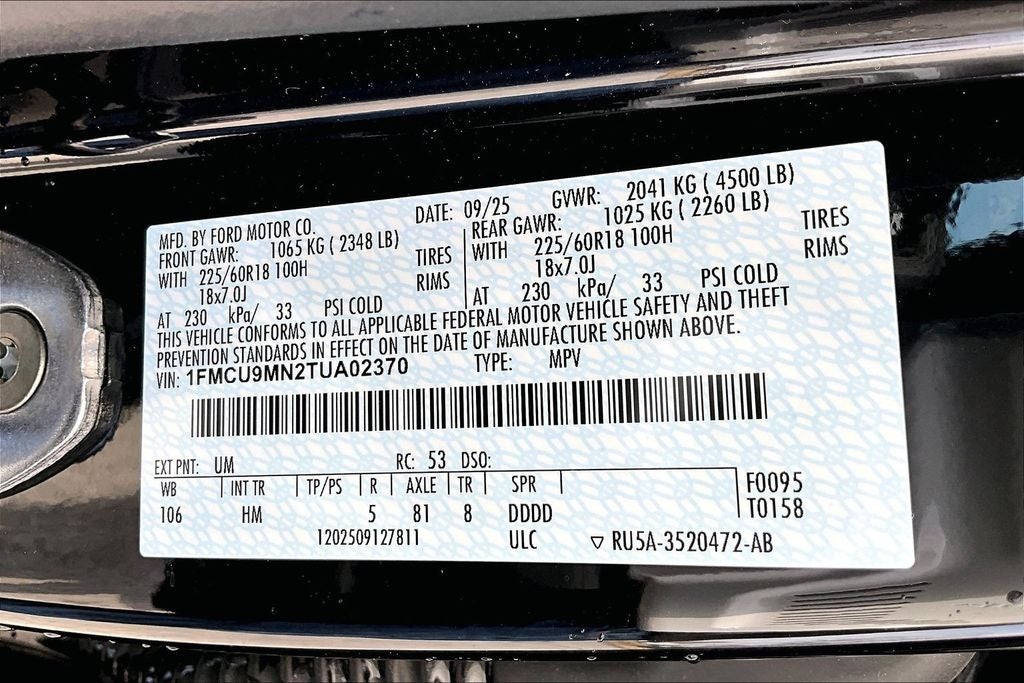 MFD. BY FORD MOTOR CO. DATE: 09/25 GVWR: 2041 KG ( 4500 LB)
FRONT GAWR: 1065 KG ( 2348 LB) REAR GAWR: 1025 KG ( 2260 LB)
WITH 225/60R18 100H TIRES WITH 225/60R18 100H TIRES
18x7.0J RIMS 18x7.0J RIMS
AT 230 kPa/ 33 PSI COLD AT 230 kPa/ 33 PSI COLD
THIS VEHICLE CONFORMS TO ALL APPLICABLE FEDERAL MOTOR VEHICLE SAFETY AND THEFT
PREVENTION STANDARDS IN EFFECT ON THE DATE OF MANUFACTURE SHOWN ABOVE.
VIN: 1FMCU9MN2TUA02370 TYPE: MPV
EXT PNT: UM RC: 53 DSO:
WB INT TR TP/PS R AXLE TR SPR F0095
106 HM 5 81 8 DDDD T0158
1202509127811 ULC ▽ RU5A-3520472-AB